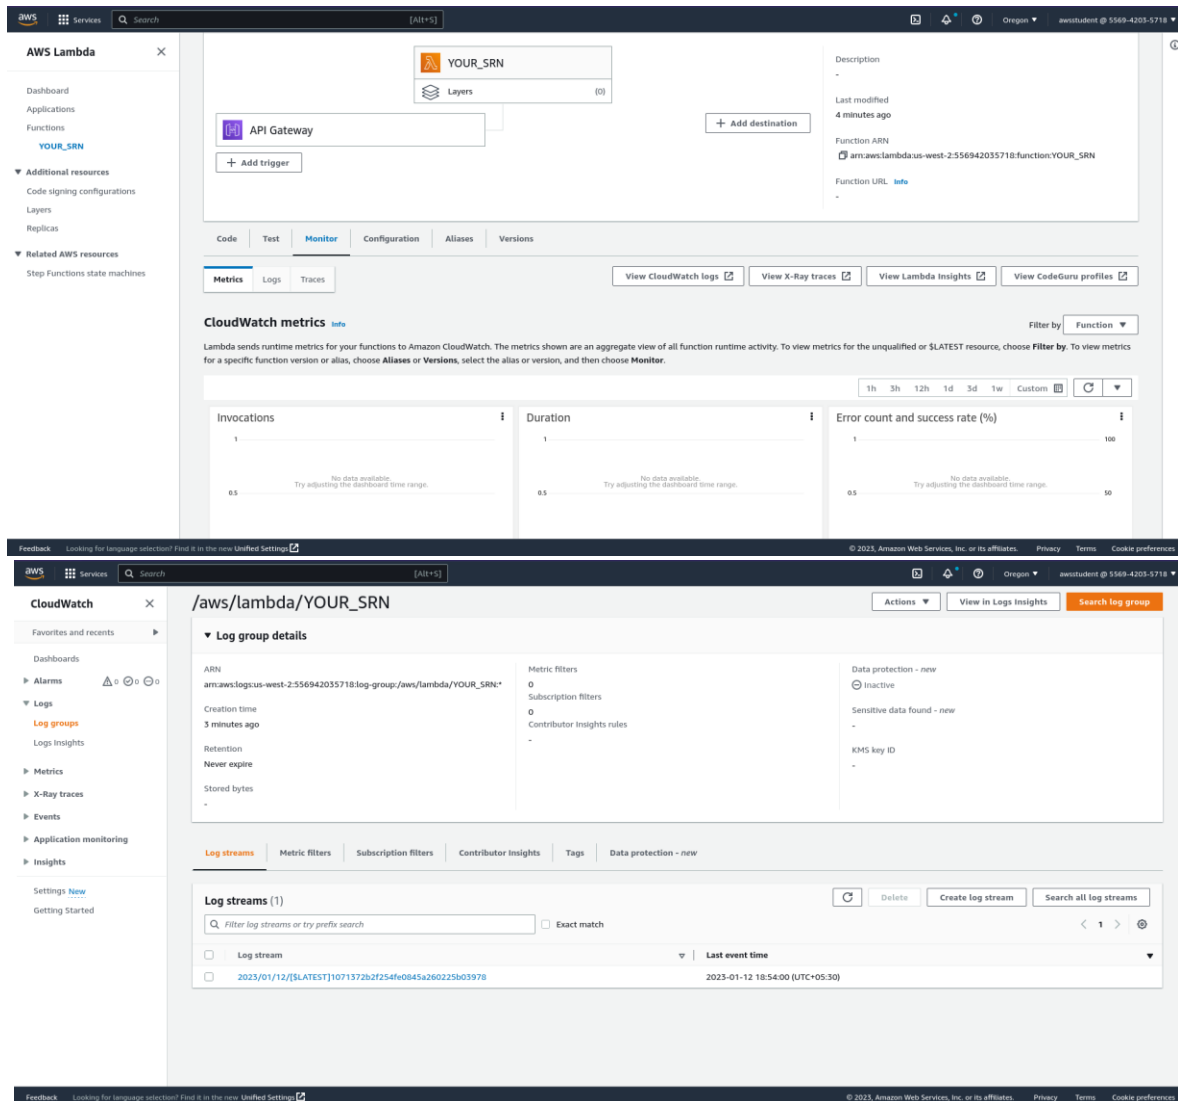 aws Services Search [Alt+S] Oregon ▼ awsstudent @ 5569-4203-5718 ▼
AWS Lambda
Dashboard
Applications
Functions
YOUR_SRN
▼ Additional resources
Code signing configurations
Layers
Replicas
▼ Related AWS resources
Step Functions state machines
YOUR_SRN
Layers (0)
API Gateway
+ Add trigger
+ Add destination
Description
-
Last modified
4 minutes ago
Function ARN
arn:aws:lambda:us-west-2:556942035718:function:YOUR_SRN
Function URL Info
-
Code Test Monitor Configuration Aliases Versions
Metrics Logs Traces
View CloudWatch logs View X-Ray traces View Lambda Insights View CodeGuru profiles
CloudWatch metrics Info
Filter by Function ▼
Lambda sends runtime metrics for your functions to Amazon CloudWatch. The metrics shown are an aggregate view of all function runtime activity. To view metrics for the unqualified or $LATEST resource, choose Filter by. To view metrics
for a specific function version or alias, choose Aliases or Versions, select the alias or version, and then choose Monitor.
1h 3h 12h 1d 3d 1w Custom
Invocations
1
No data available.
Try adjusting the dashboard time range.
0.5
Duration
1
No data available.
Try adjusting the dashboard time range.
0.5
Error count and success rate (%)
1 100
No data available.
Try adjusting the dashboard time range.
0.5 50
Feedback Looking for language selection? Find it in the new Unified Settings © 2023, Amazon Web Services, Inc. or its affiliates. Privacy Terms Cookie preferences
aws Services Search [Alt+S] Oregon ▼ awsstudent @ 5569-4203-5718 ▼
CloudWatch
Favorites and recents
Dashboards
Alarms 0 0 0
Logs
Log groups
Logs Insights
Metrics
X-Ray traces
Events
Application monitoring
Insights
Settings New
Getting Started
/aws/lambda/YOUR_SRN
Actions ▼ View in Logs Insights Search log group
▼ Log group details
ARN
arn:aws:logs:us-west-2:556942035718:log-group:/aws/lambda/YOUR_SRN:*
Creation time
3 minutes ago
Retention
Never expire
Stored bytes
-
Metric filters
0
Subscription filters
0
Contributor Insights rules
-
Data protection - new
Inactive
Sensitive data found - new
-
KMS key ID
-
Log streams Metric filters Subscription filters Contributor Insights Tags Data protection - new
Log streams (1)
Delete Create log stream Search all log streams
Filter log streams or try prefix search Exact match
1
Log stream Last event time
2023/01/12/[$LATEST]1071372b2f254fe0845a260225b03978 2023-01-12 18:54:00 (UTC+05:30)
Feedback Looking for language selection? Find it in the new Unified Settings © 2023, Amazon Web Services, Inc. or its affiliates. Privacy Terms Cookie preferences